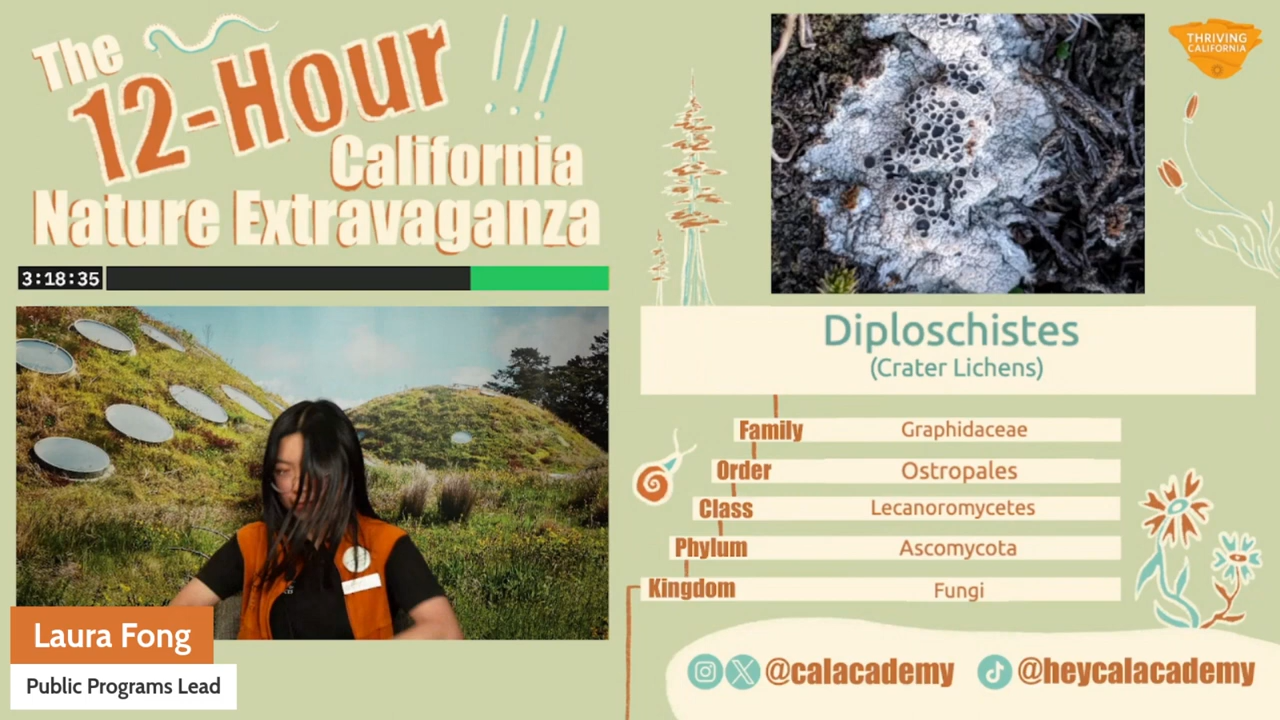 The
12-Hour !!!
California
Nature Extravaganza
3:18:35
Laura Fong
Public Programs Lead
THRIVING
CALIFORNIA
Diploschistes
(Crater Lichens)
Family Graphidaceae
Order Ostropales
Class Lecanoromycetes
Phylum Ascomycota
Kingdom Fungi
@calacademy @heycalacademy